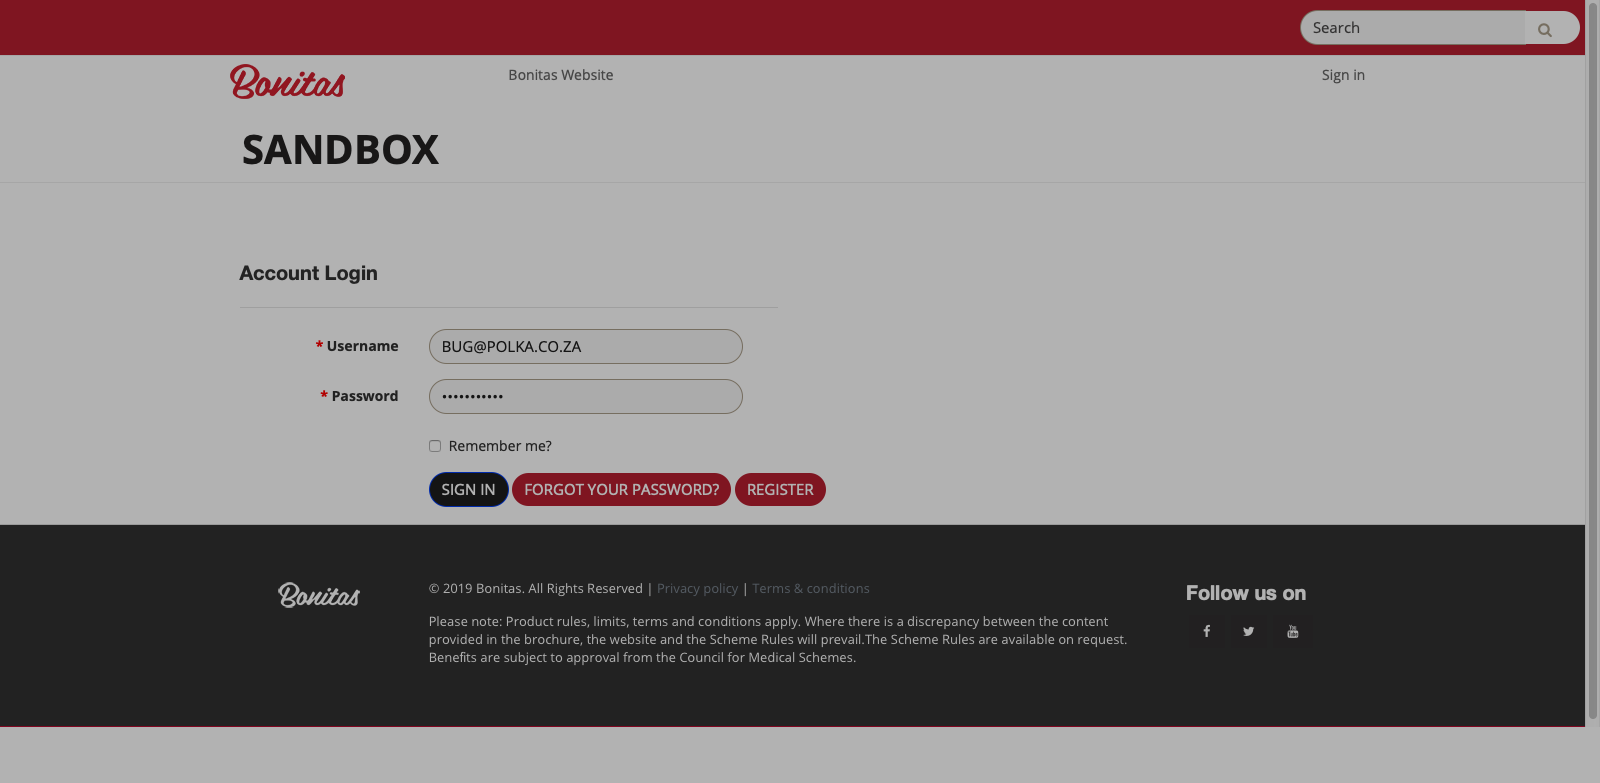 Search
Bonitas
Bonitas Website
Sign in
SANDBOX
Account Login
* Username
BUG@POLKA.CO.ZA
* Password
•••••••••••
Remember me?
SIGN IN
FORGOT YOUR PASSWORD?
REGISTER
Bonitas
© 2019 Bonitas. All Rights Reserved | Privacy policy | Terms & conditions
Please note: Product rules, limits, terms and conditions apply. Where there is a discrepancy between the content
provided in the brochure, the website and the Scheme Rules will prevail.The Scheme Rules are available on request.
Benefits are subject to approval from the Council for Medical Schemes.
Follow us on